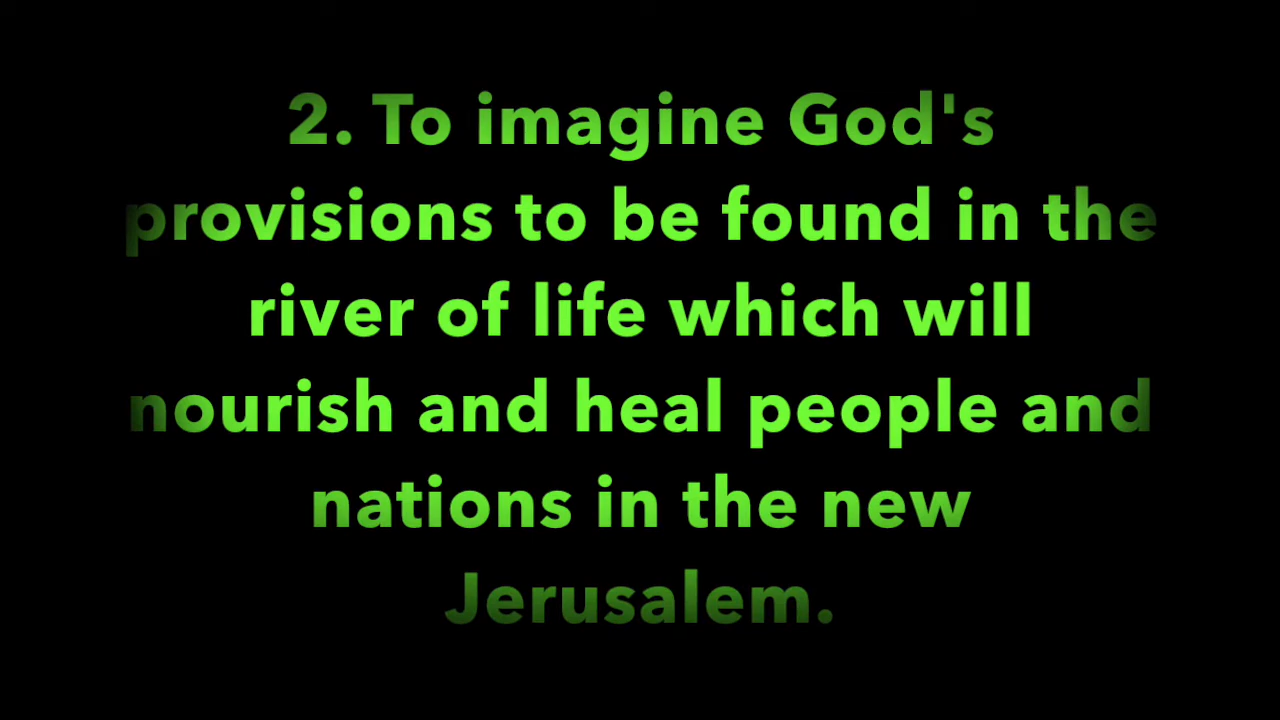 2. To imagine God's
provisions to be found in the
river of life which will
nourish and heal people and
nations in the new
Jerusalem.